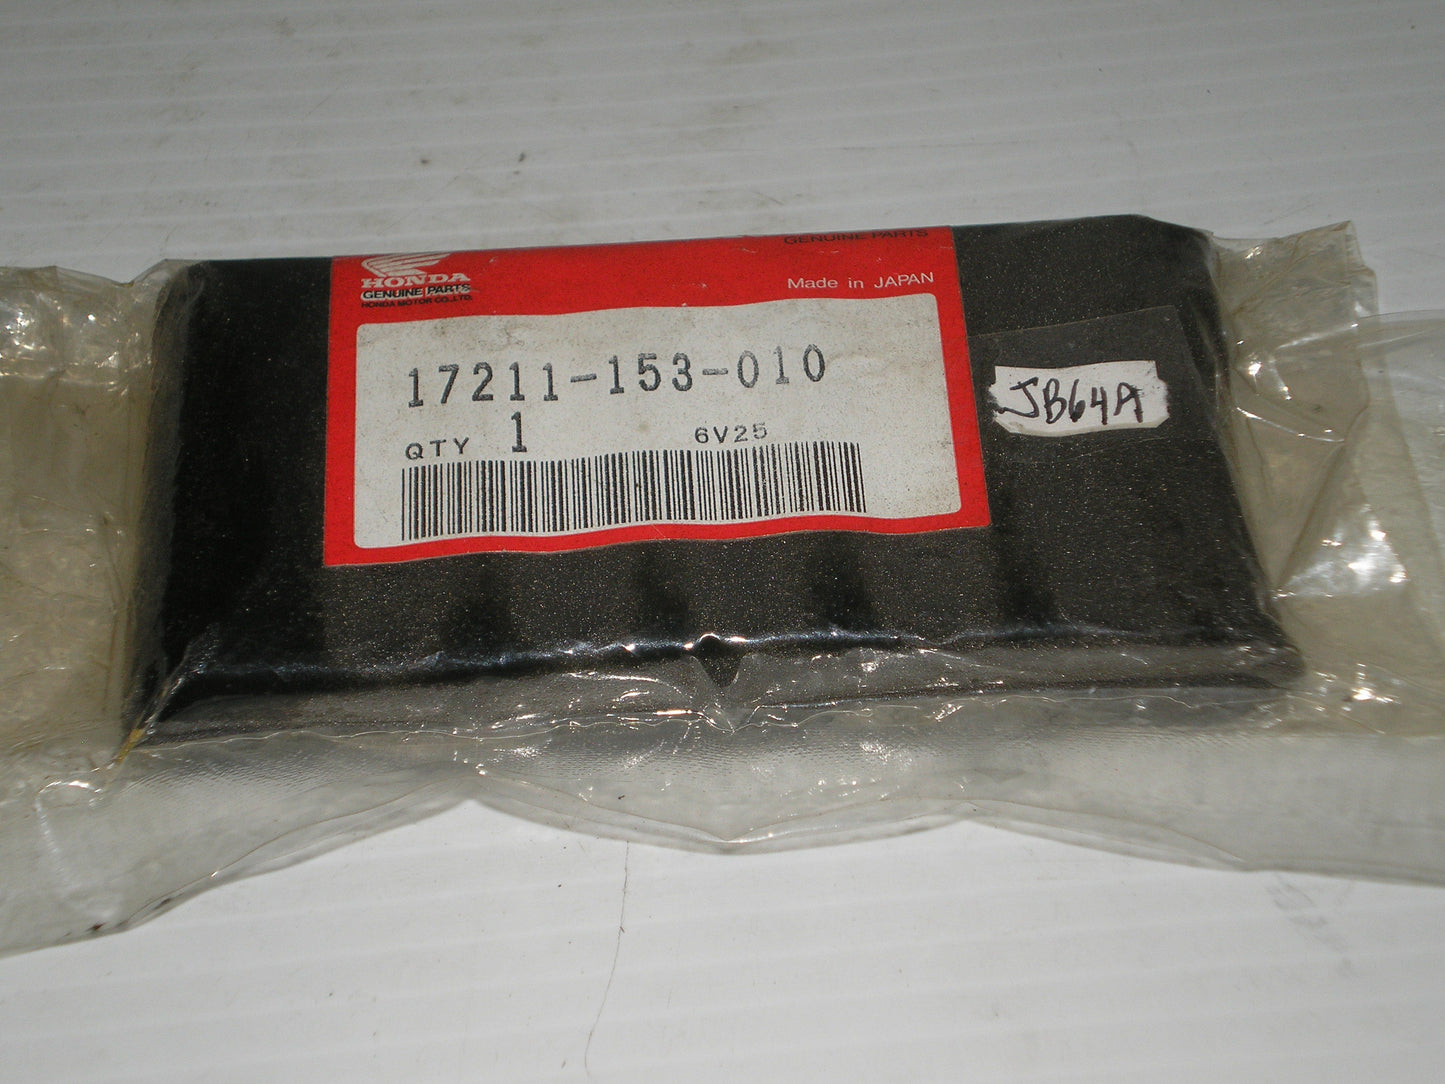 GENUINE PARTS
HONDA
GENUINE PARTS
HONDA MOTOR CO.,LTD.
Made in JAPAN
17211-153-010
QTY 1
6V25
JB64A